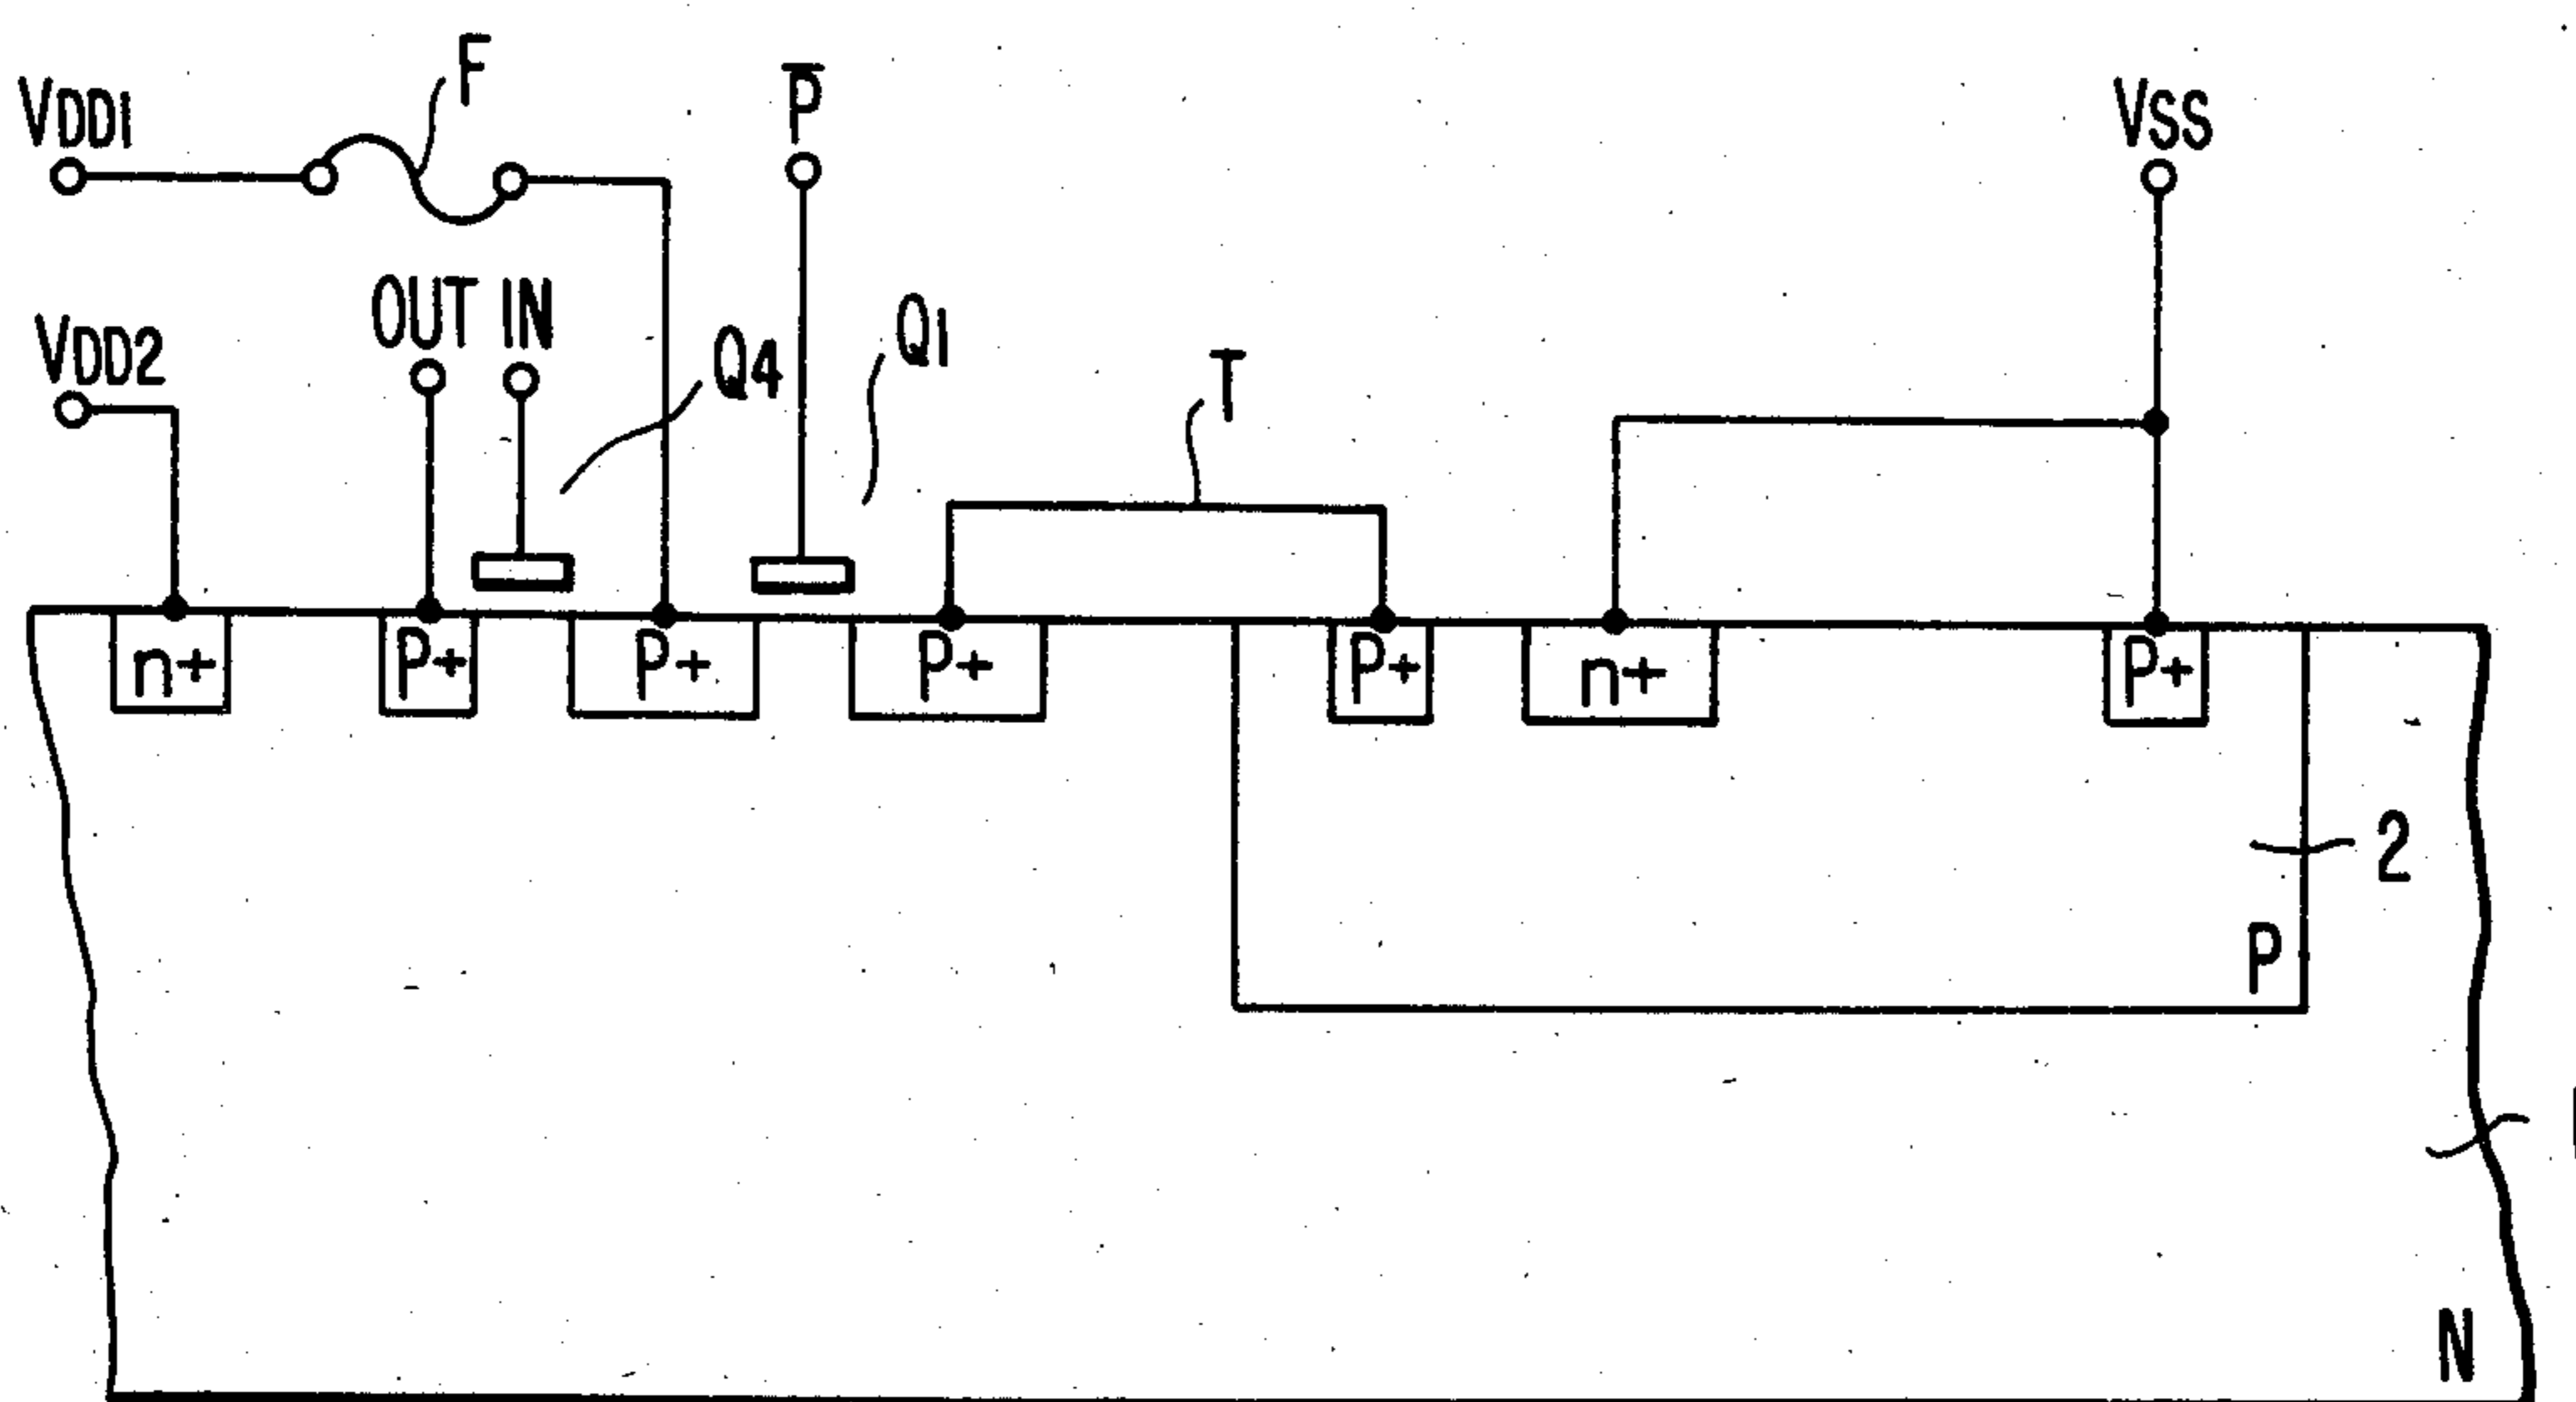 F
P̅
VDD1
VSS
OUT IN
Q1
VDD2
Q4
T
n+ P+ P+ P+ P+ n+ P+
2
P
N